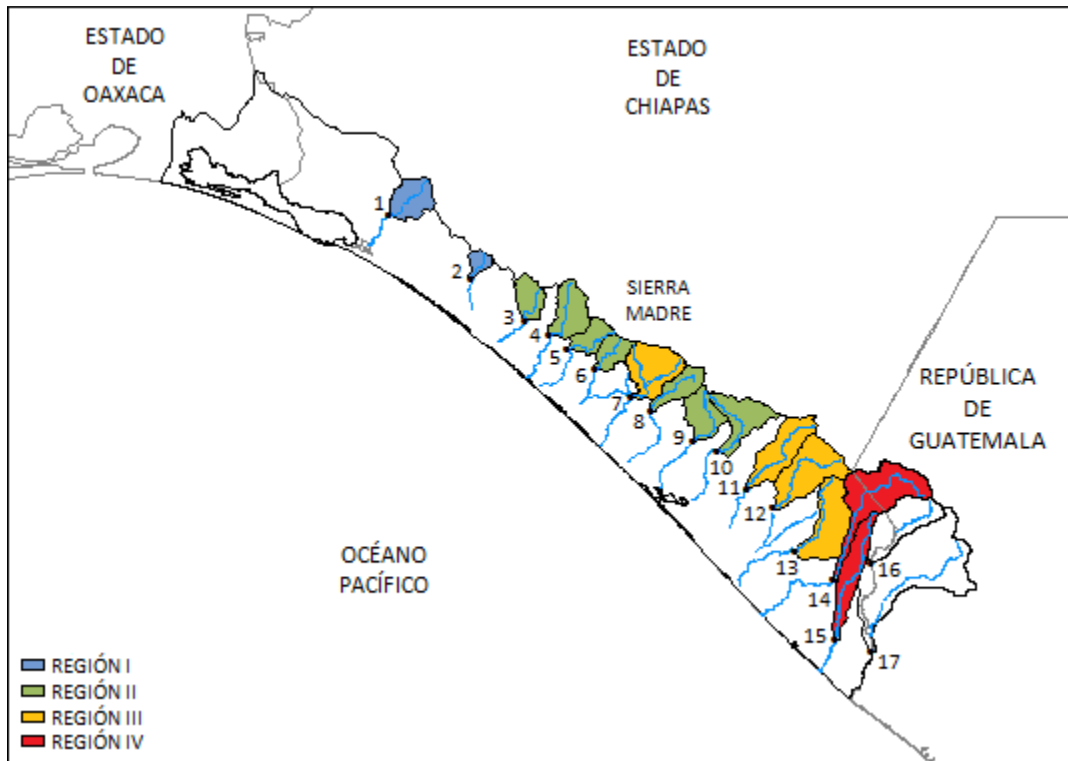 ESTADO
DE
OAXACA
ESTADO
DE
CHIAPAS
1
2
SIERRA
MADRE
3
4
5
6
7
8
9
10
REPÚBLICA
DE
GUATEMALA
11
12
13
14
15
16
17
OCÉANO
PACÍFICO
REGIÓN I
REGIÓN II
REGIÓN III
REGIÓN IV